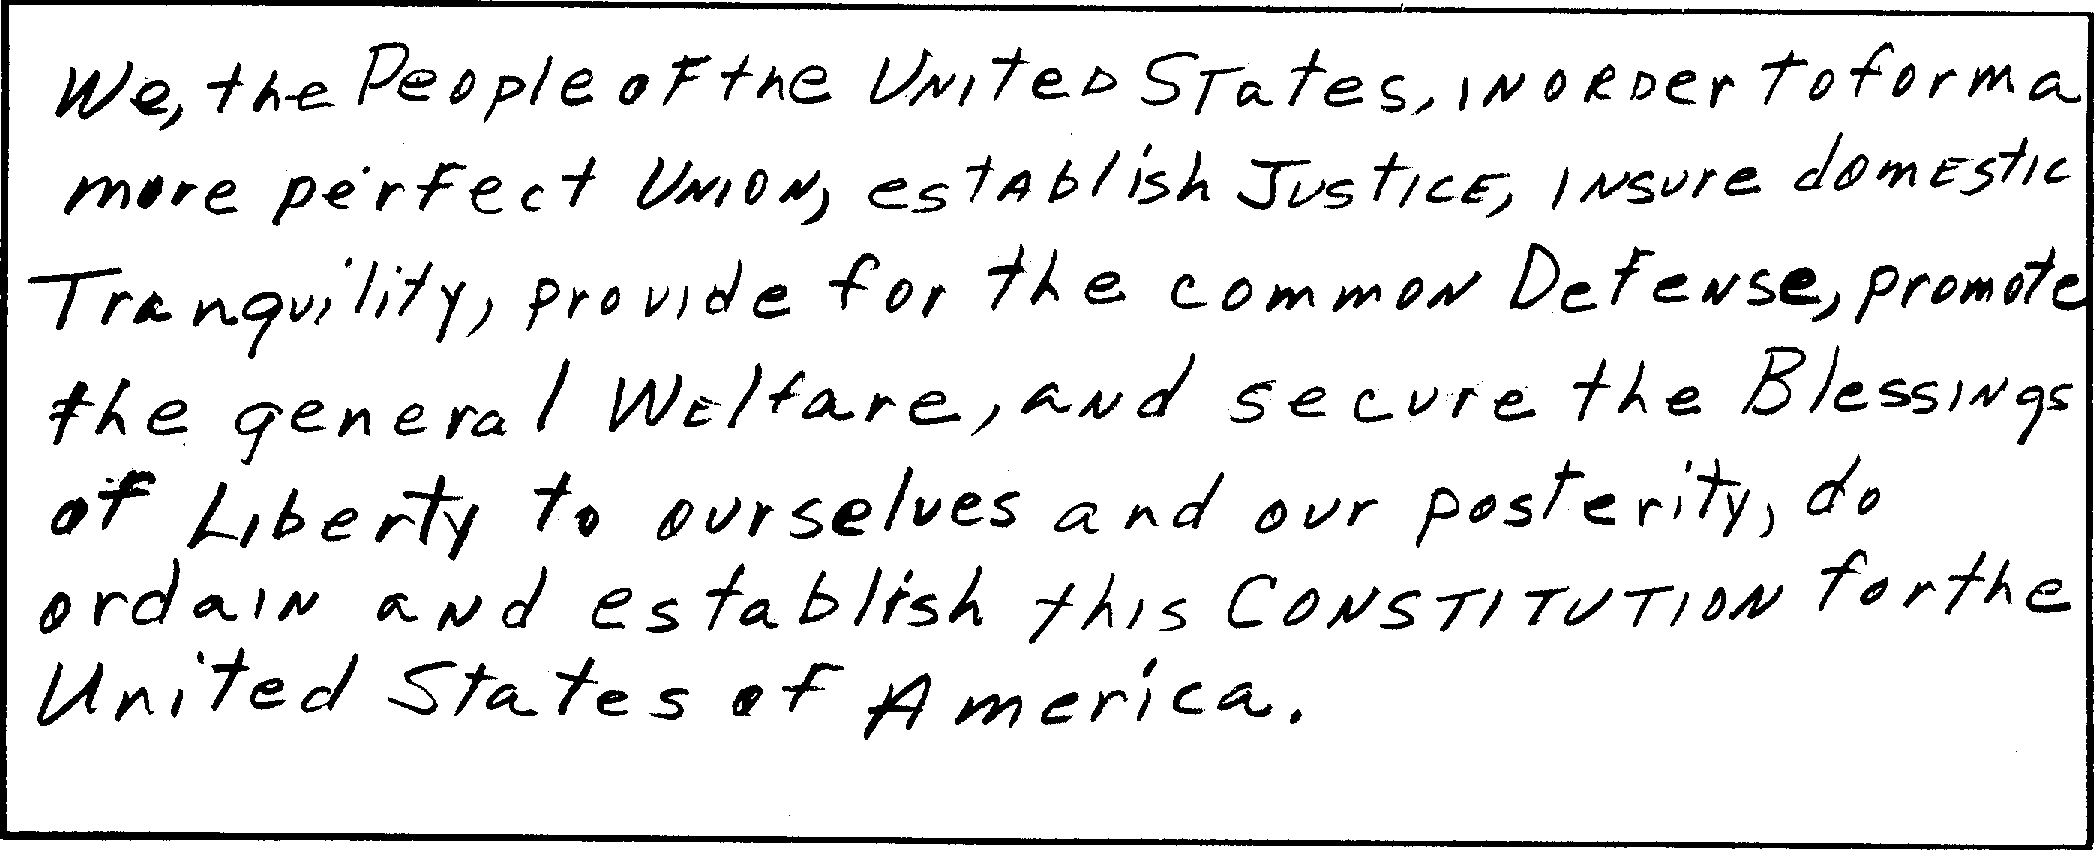 We, the People of the United States, in order to form a
more perfect Union, establish Justice, insure domestic
Tranquility, provide for the common Defense, promote
the general Welfare, and secure the Blessings
of Liberty to ourselves and our posterity, do
ordain and establish this CONSTITUTION for the
United States of America.